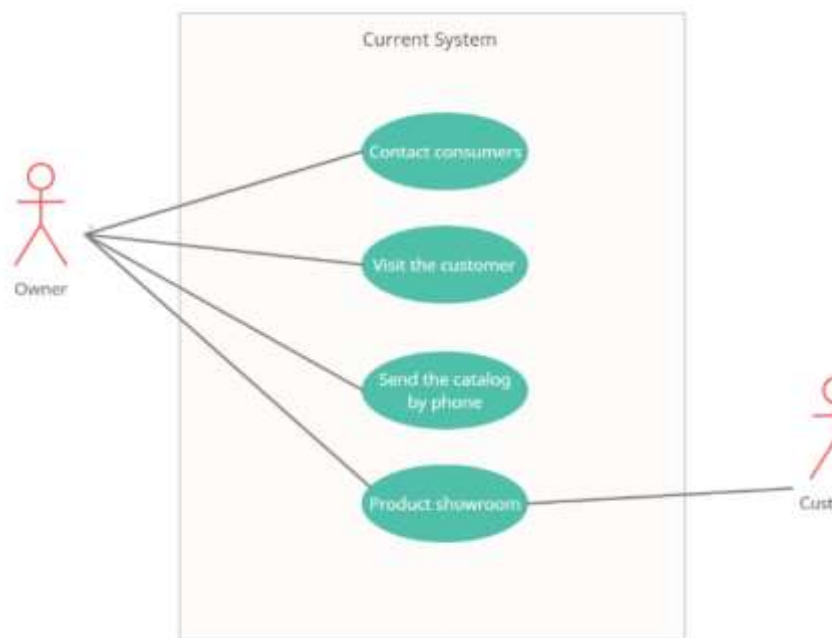 Current System
Contact consumers
Visit the customer
Owner
Send the catalog
by phone
Product showroom